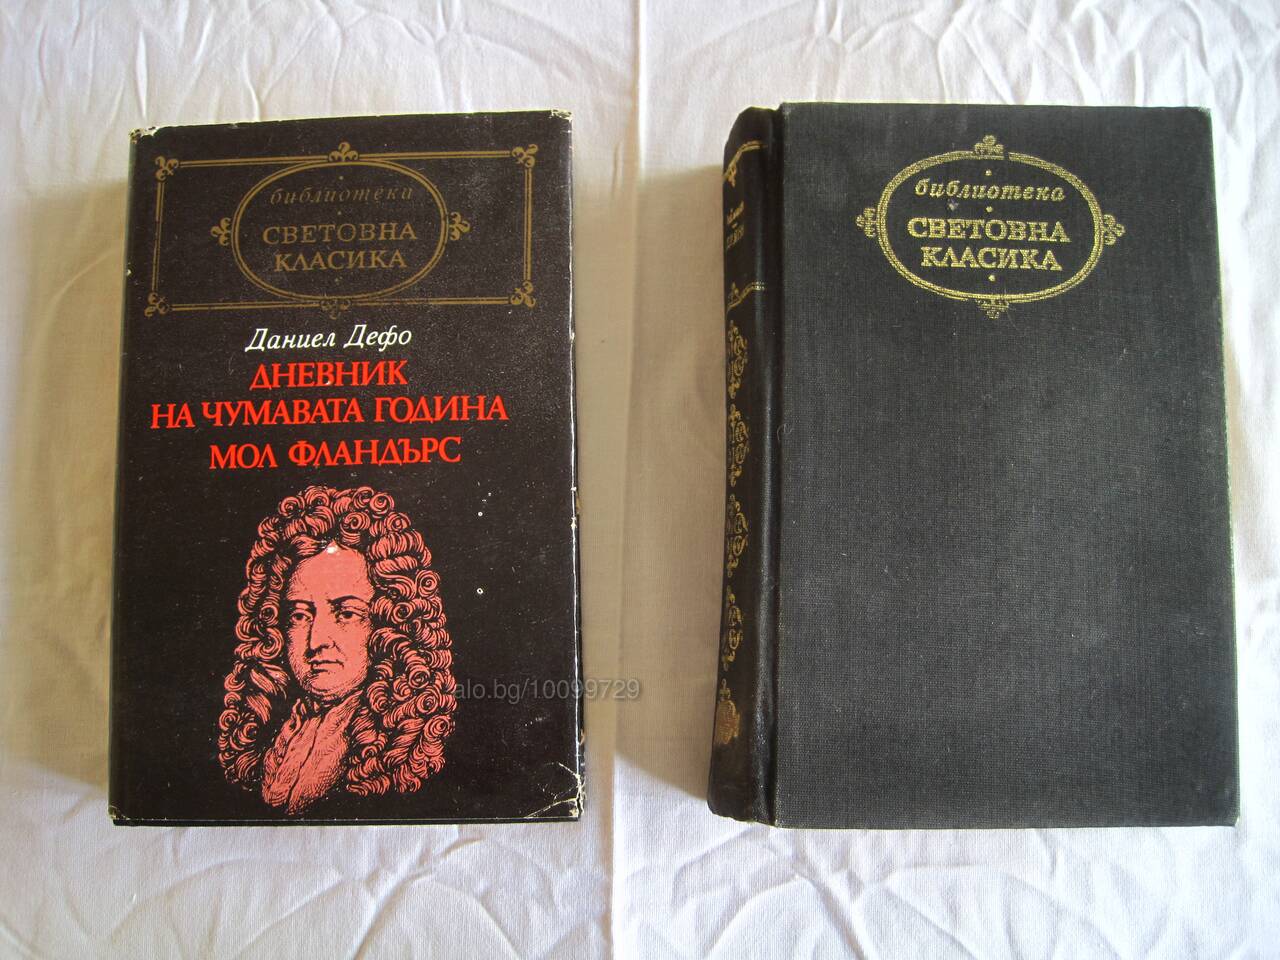 библиотека
СВЕТОВНА
КЛАСИКА
Даниел Дефо
ДНЕВНИК
НА ЧУМАВАТА ГОДИНА
МОЛ ФЛАНДЪРС
alo.bg/10099729
библиотека
СВЕТОВНА
КЛАСИКА